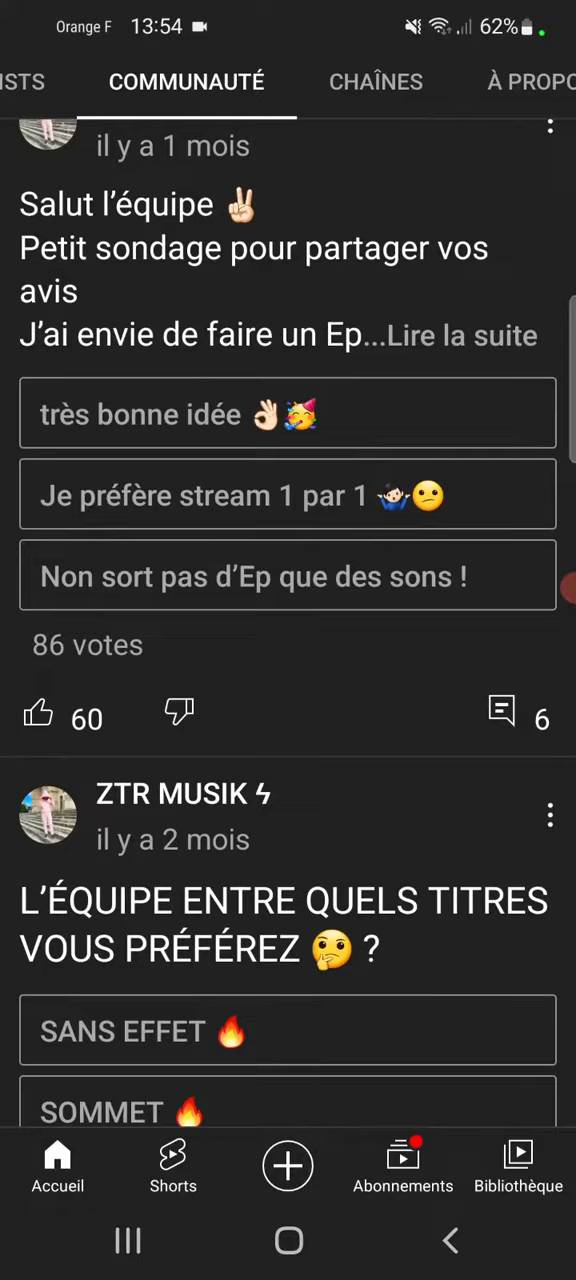 Orange F 13:54 62%
ISTS COMMUNAUTÉ CHAÎNES À PROPO
il y a 1 mois
Salut l’équipe ✌🏻
Petit sondage pour partager vos
avis
J’ai envie de faire un Ep...Lire la suite
très bonne idée 👌🏻🥳
Je préfère stream 1 par 1 🤷🏻‍♂️😕
Non sort pas d’Ep que des sons !
86 votes
60 6
ZTR MUSIK ϟ
il y a 2 mois
L’ÉQUIPE ENTRE QUELS TITRES
VOUS PRÉFÉREZ 🤔 ?
SANS EFFET 🔥
SOMMET 🔥
Accueil Shorts Abonnements Bibliothèque